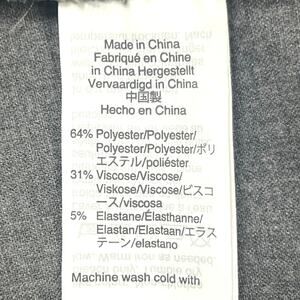 Made in China
Fabriqué en Chine
in China Hergestellt
Vervaardigd in China
中国製
Hecho en China
64% Polyester/Polyester/
Polyester/Polyester/ポリ
エステル/poliéster
31% Viscose/Viscose/
Viskose/Viscose/ビスコ
ース/viscosa
5% Elastane/Élasthanne/
Elastan/Elastaan/エラス
テーン/elastano
Machine wash cold with